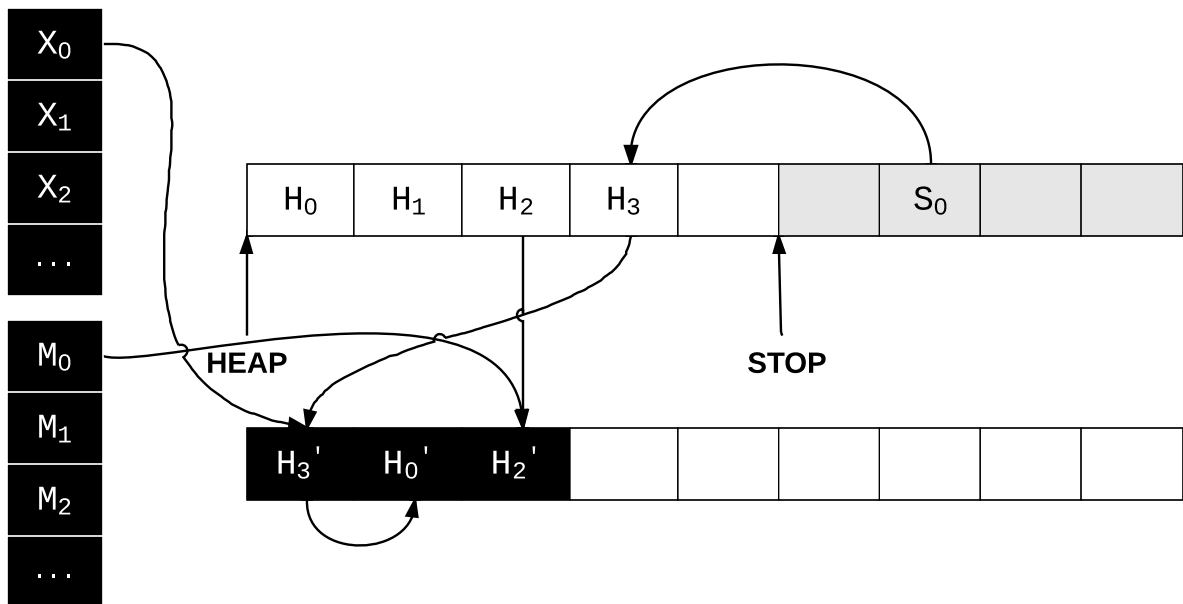 X0
X1
X2
...
M0
M1
M2
...
H0 H1 H2 H3 S0
HEAP STOP
H3' H0' H2'